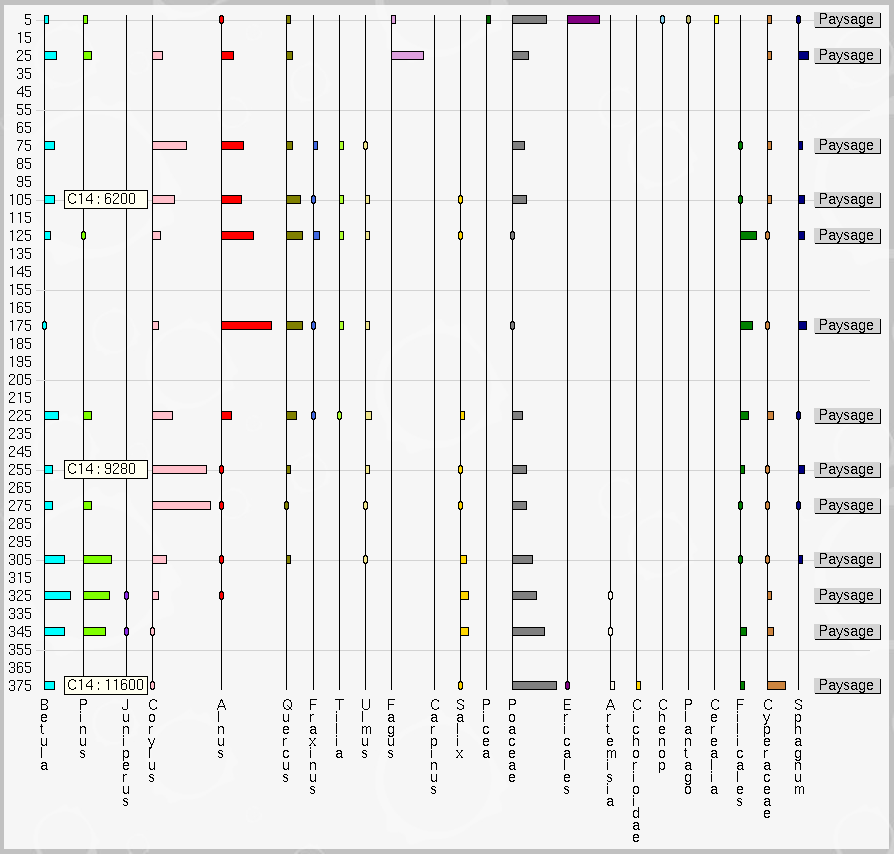 5 Paysage
15
25 Paysage
35
45
55
65
75 Paysage
85
95
105 C14 : 6200 Paysage
115
125 Paysage
135
145
155
165
175 Paysage
185
195
205
215
225 Paysage
235
245
255 C14 : 9280 Paysage
265
275 Paysage
285
295
305 Paysage
315
325 Paysage
335
345 Paysage
355
365
375 C14 : 11600 Paysage
Betula
Pinus
Juniperus
Corylus
Alnus
Quercus
Fraxinus
Tilia
Ulmus
Fagus
Carpinus
Salix
Picea
Poaceae
Ericales
Artemisia
Cichorioidae
Chenop
Plantago
Cerealia
Filicales
Cyperaceae
Sphagnum